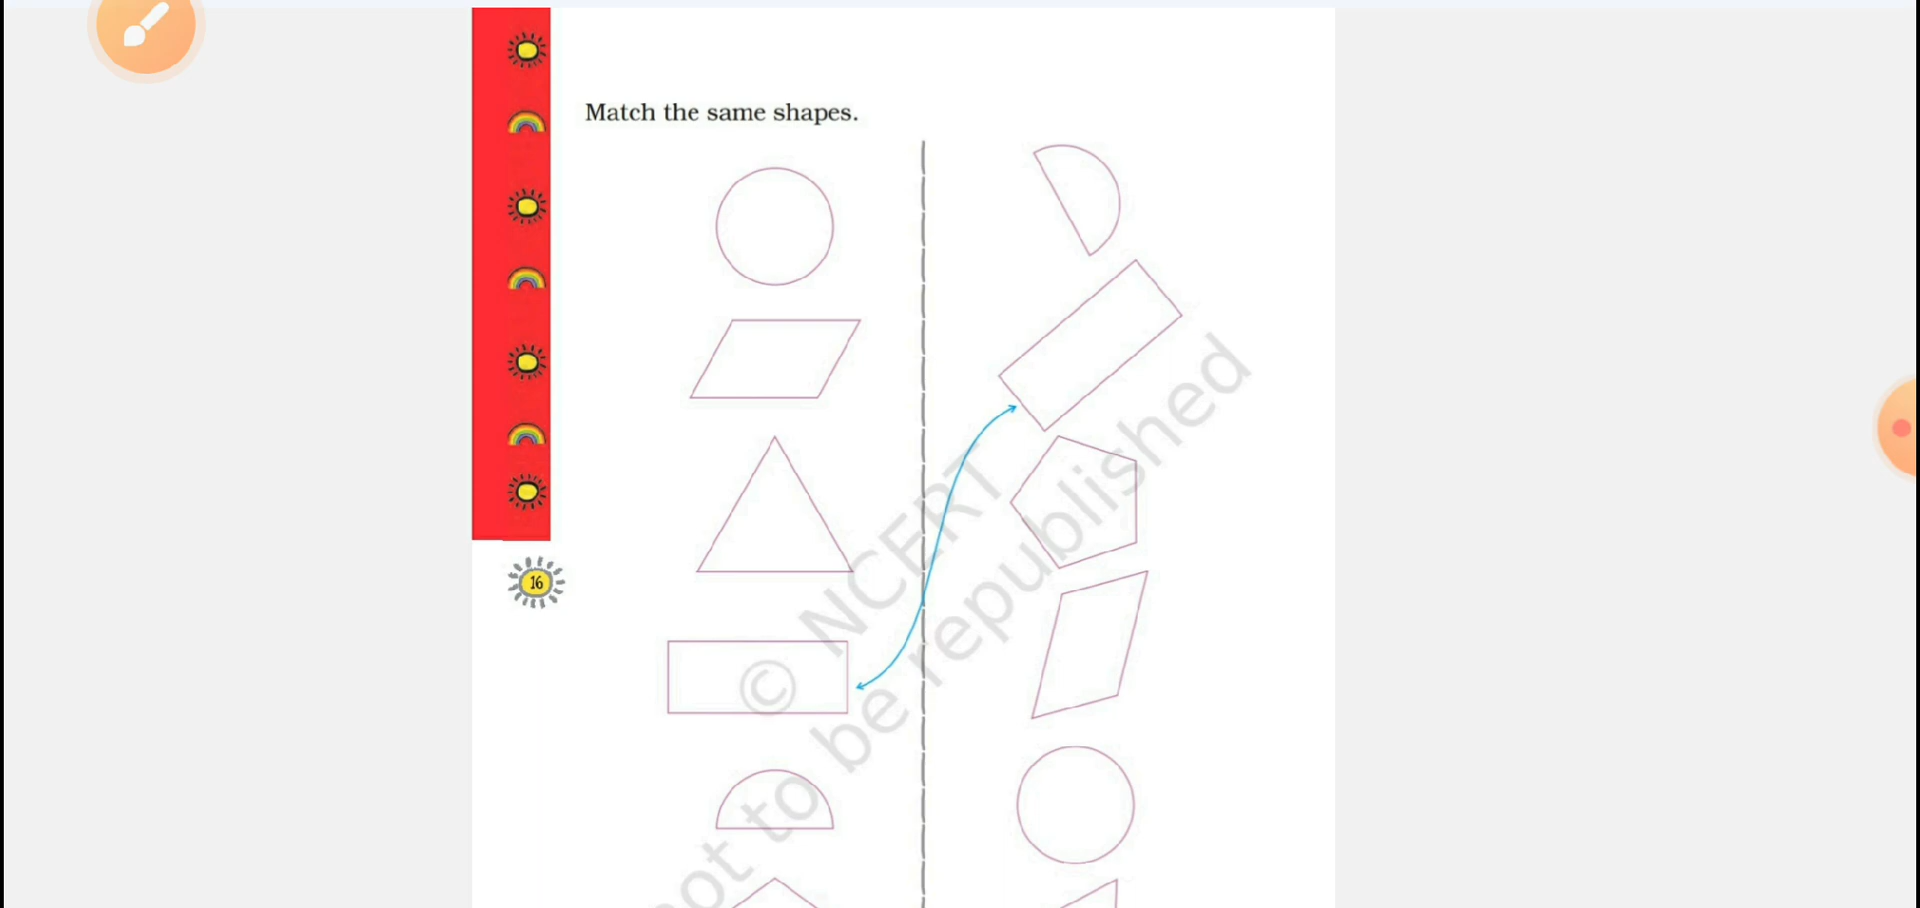 Match the same shapes.
16
© NCERT
not to be republished